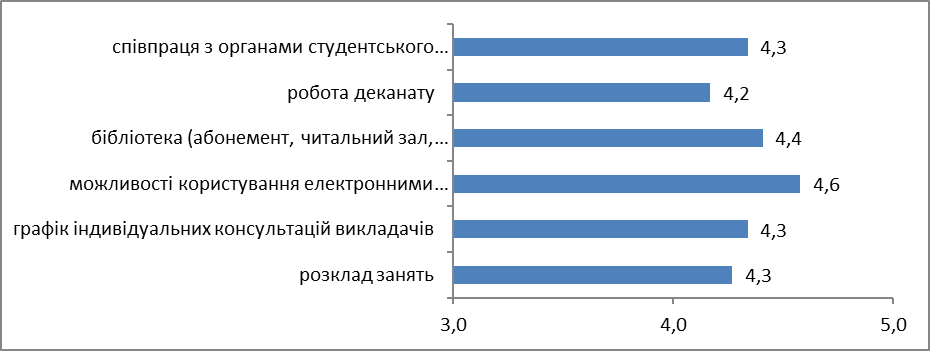 співпраця з органами студентського... 4,3
робота деканату 4,2
бібліотека (абонемент, читальний зал,... 4,4
можливості користування електронними... 4,6
графік індивідуальних консультацій викладачів 4,3
розклад занять 4,3
3,0 4,0 5,0